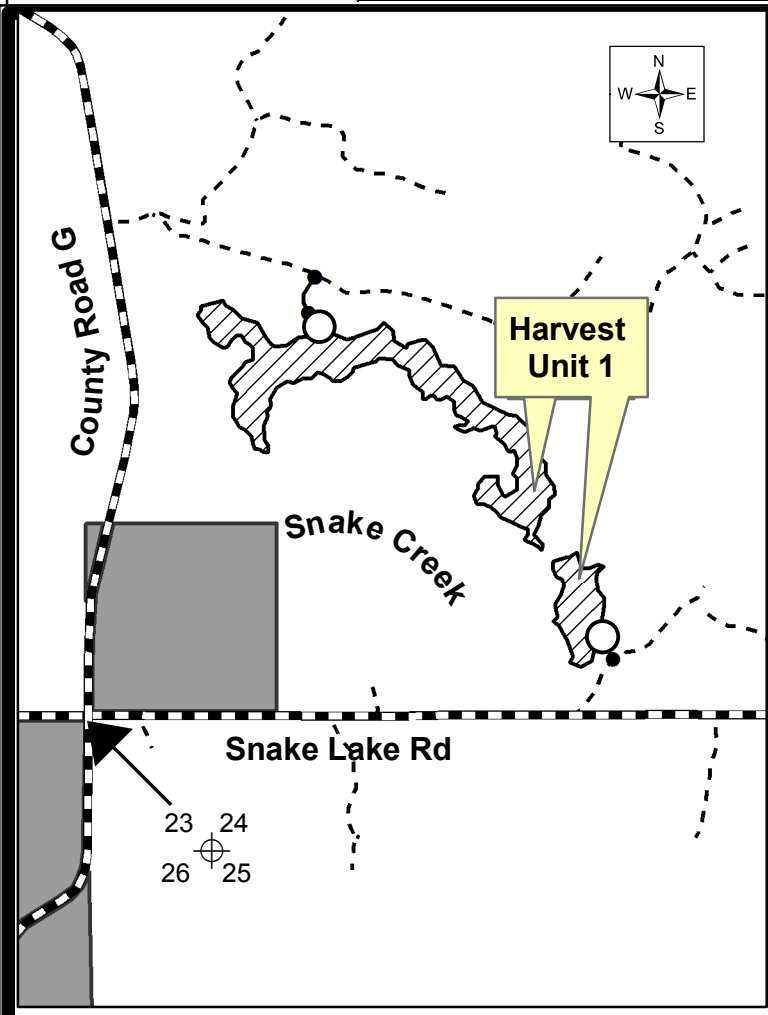 N
W E
S
County Road G
Harvest
Unit 1
Snake Creek
Snake Lake Rd
23 24
26 25